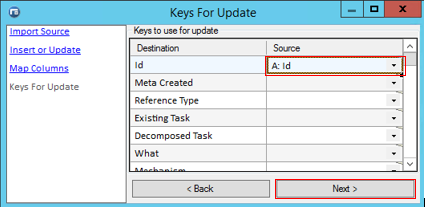 Keys For Update
Import Source
Insert or Update
Map Columns
Keys For Update
Keys to use for update
Destination Source
Id A: Id
Meta Created
Reference Type
Existing Task
Decomposed Task
What
Mechanism
< Back Next >